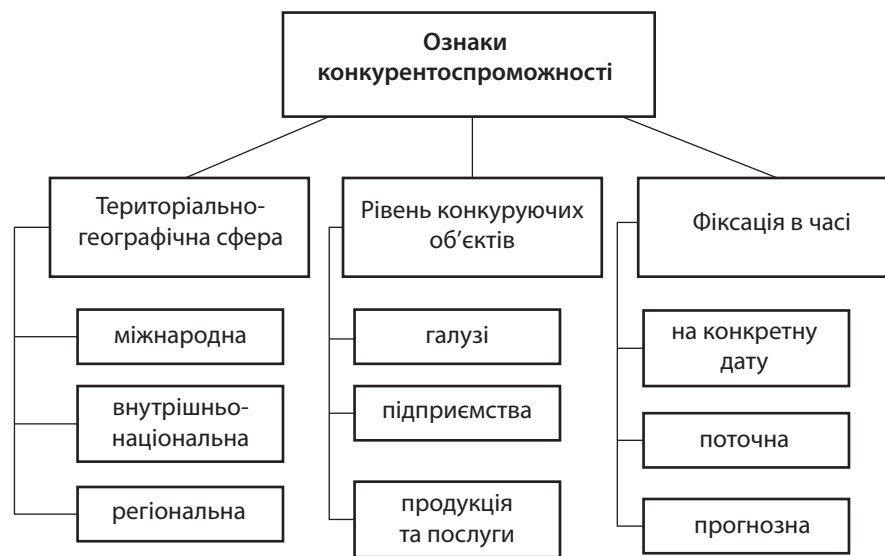 Ознаки
конкурентоспроможності
Територіально-
географічна сфера
міжнародна
внутрішньо-
національна
регіональна
Рівень конкуруючих
об’єктів
галузі
підприємства
продукція
та послуги
Фіксація в часі
на конкретну
дату
поточна
прогнозна